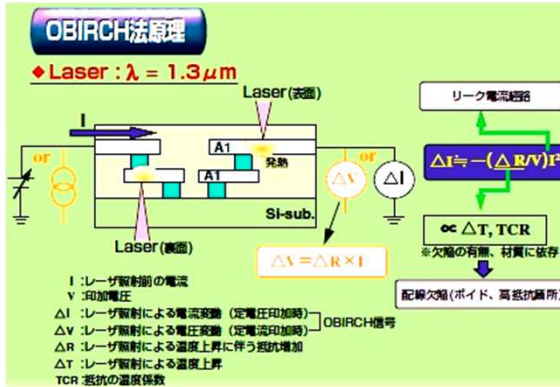 OBIRCH法原理
◆Laser：λ = 1.3μm
Laser(表面)
リーク電流経路
I
A1
発熱
or
A1
or
ΔV
ΔI
ΔI≒－(ΔR/V)I²
Si-sub.
∝ΔT, TCR
※欠陥の有無、材質に依存
Laser(裏面)
ΔV＝ΔR×I
配線欠陥(ボイド、高抵抗箇所)
I：レーザ照射前の電流
V：印加電圧
ΔI：レーザ照射による電流変動（定電圧印加時）
ΔV：レーザ照射による電圧変動（定電流印加時）
OBIRCH信号
ΔR：レーザ照射による温度上昇に伴う抵抗増加
ΔT：レーザ照射による温度上昇
TCR：抵抗の温度係数